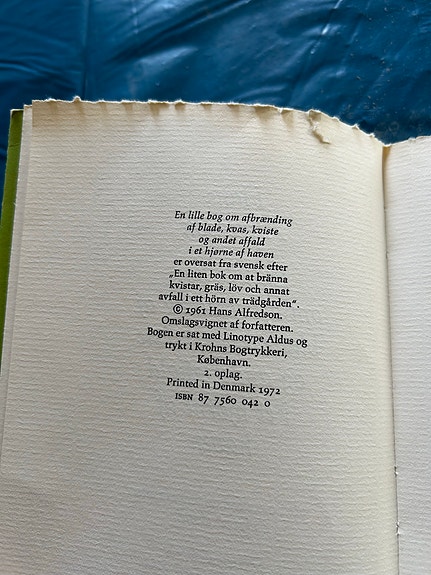 En lille bog om afbrænding
af blade, kvas, kviste
og andet affald
i et hjørne af haven
er oversat fra svensk efter
„En liten bok om at bränna
kvistar, gräs, löv och annat
avfall i ett hörn av trädgården“.
© 1961 Hans Alfredson.
Omslagsvignet af forfatteren.
Bogen er sat med Linotype Aldus og
trykt i Krohns Bogtrykkeri,
København.
2. oplag.
Printed in Denmark 1972
ISBN 87 7560 042 0